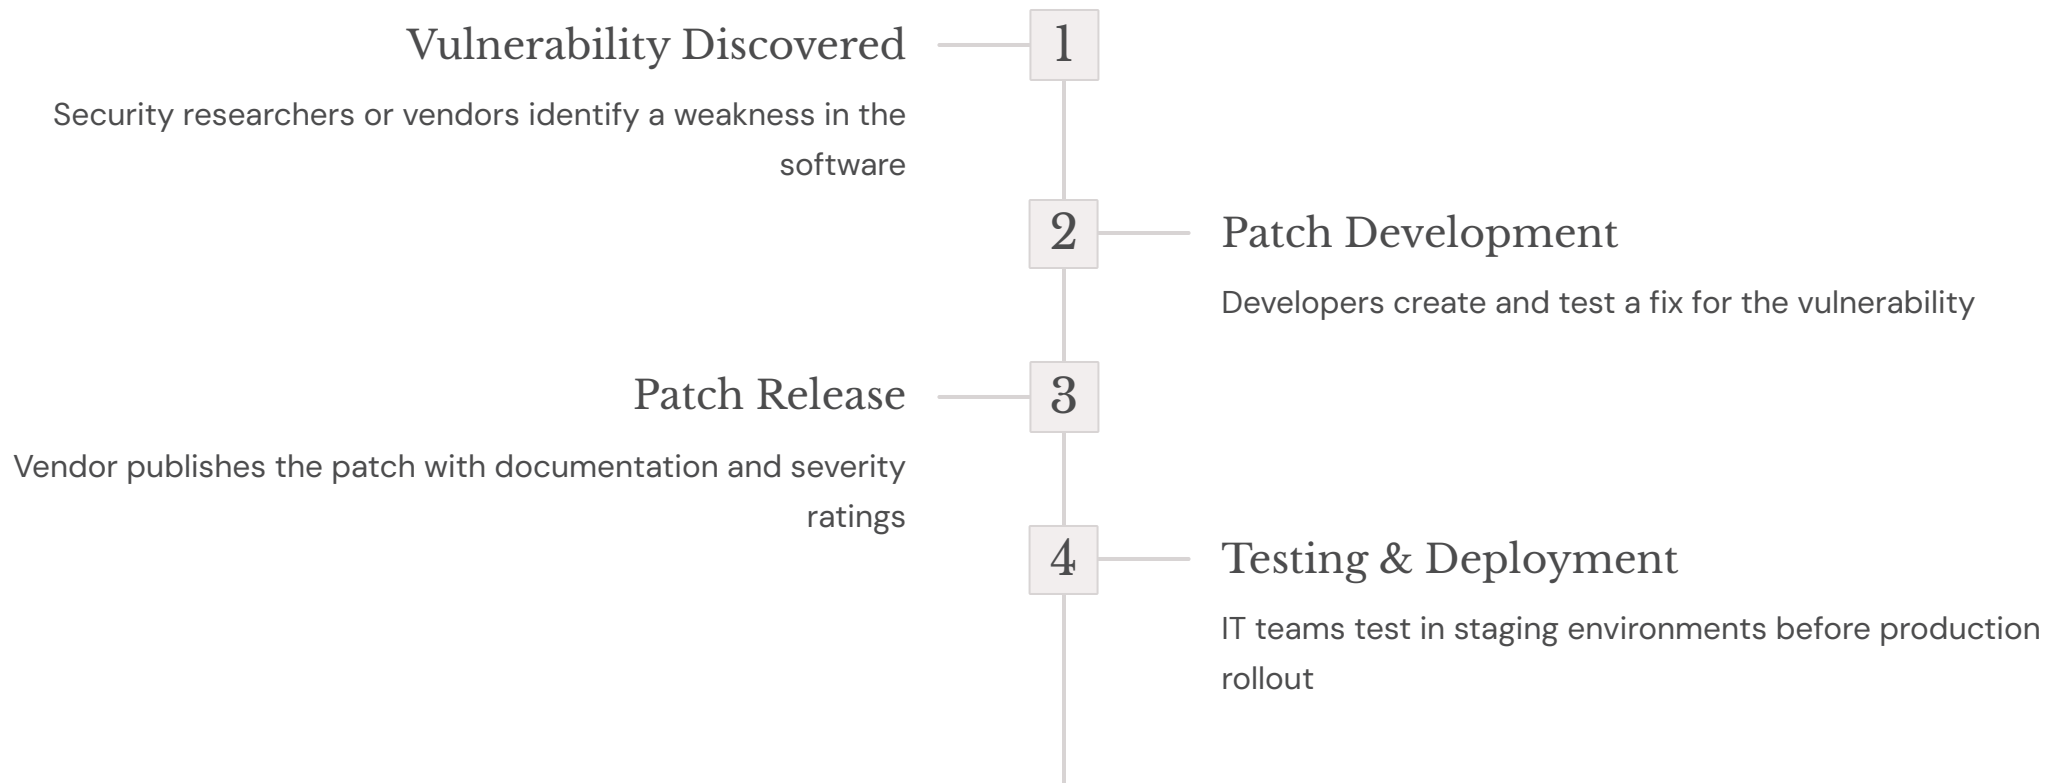 Vulnerability Discovered
1
Security researchers or vendors identify a weakness in the
software
2
Patch Development
Developers create and test a fix for the vulnerability
Patch Release
3
Vendor publishes the patch with documentation and severity
ratings
4
Testing & Deployment
IT teams test in staging environments before production
rollout